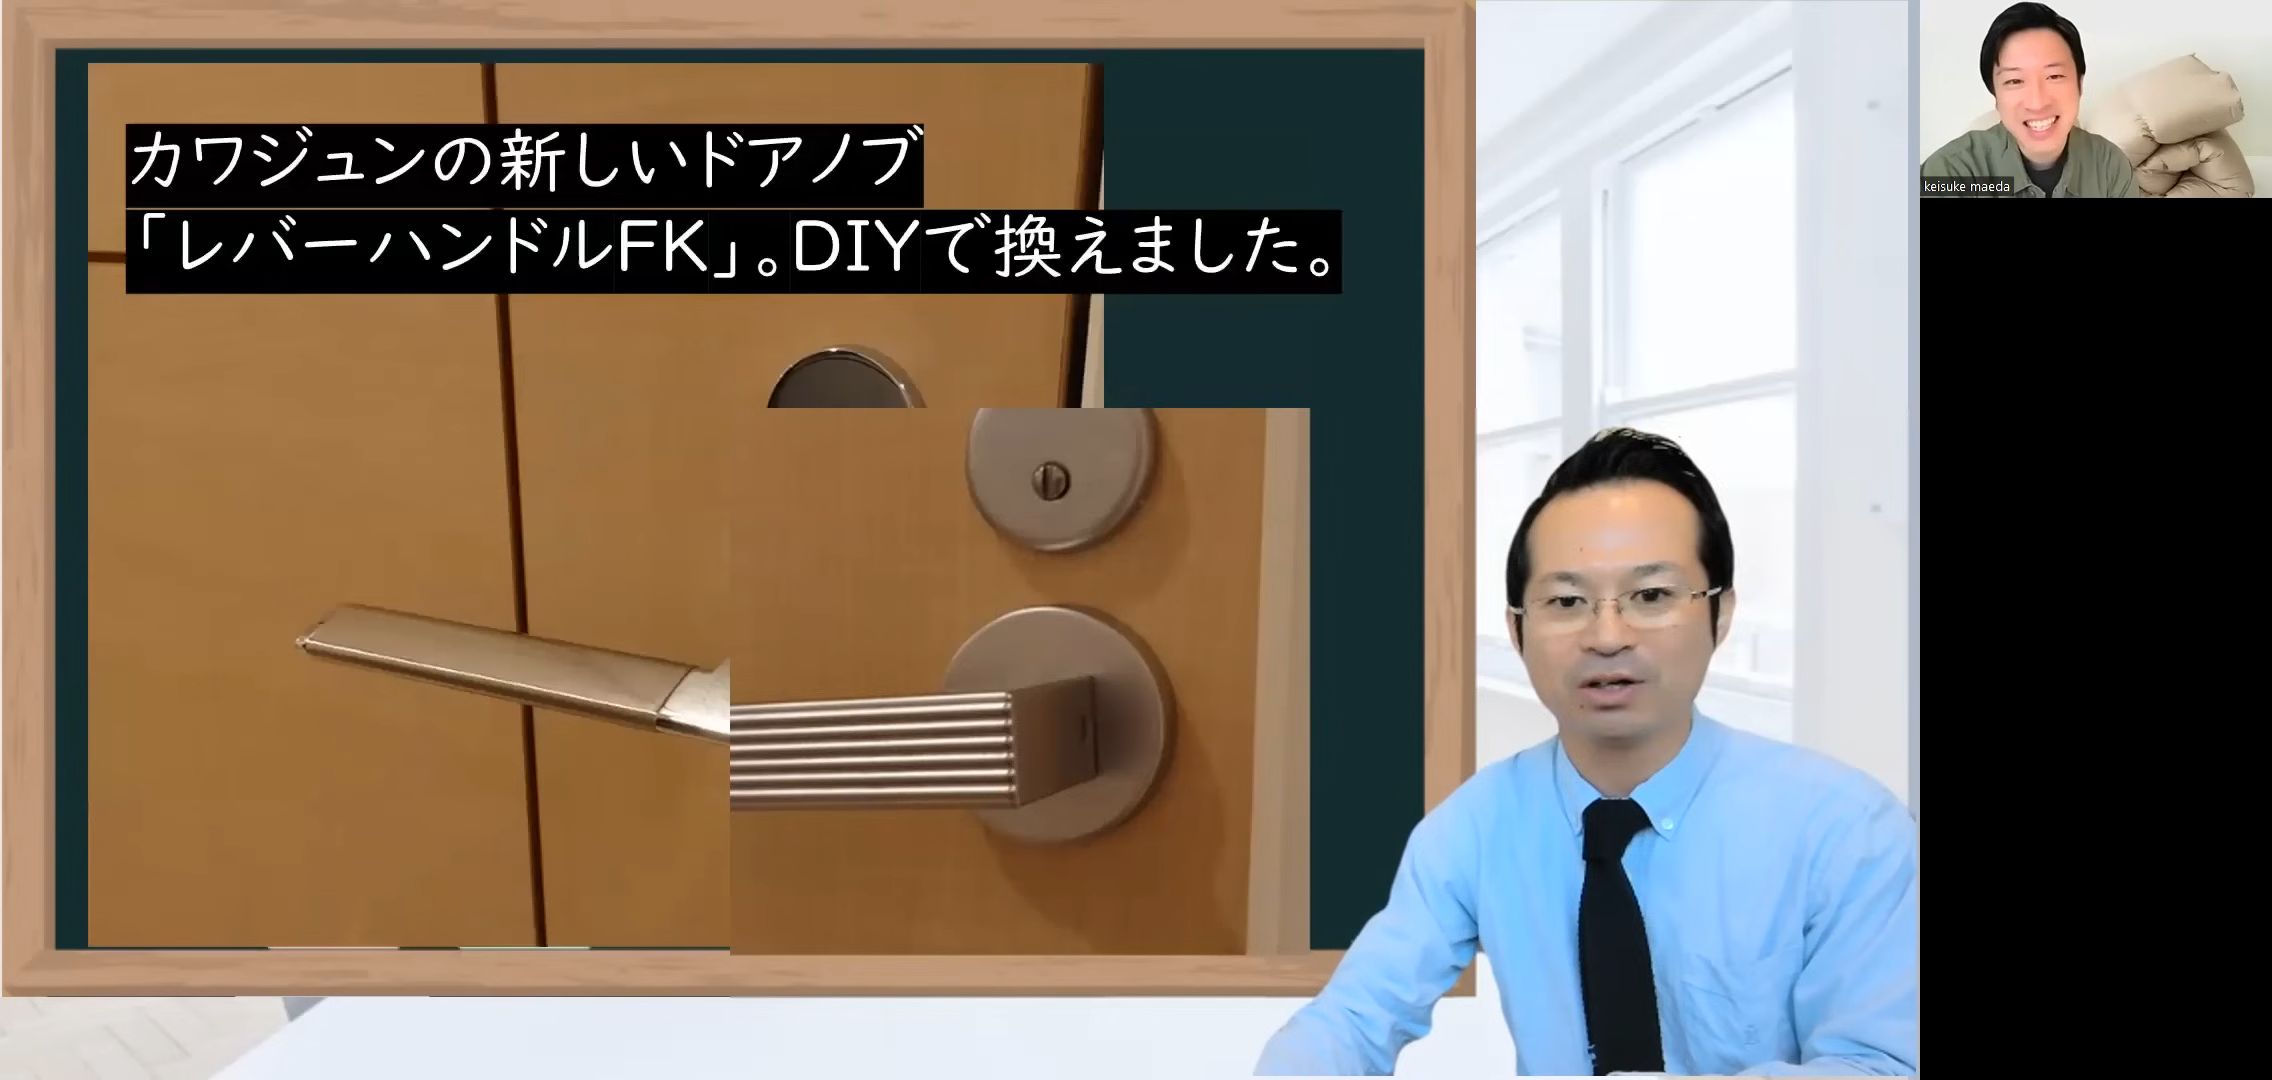 カワジュンの新しいドアノブ
「レバーハンドルFK」。DIYで換えました。
keisuke maeda